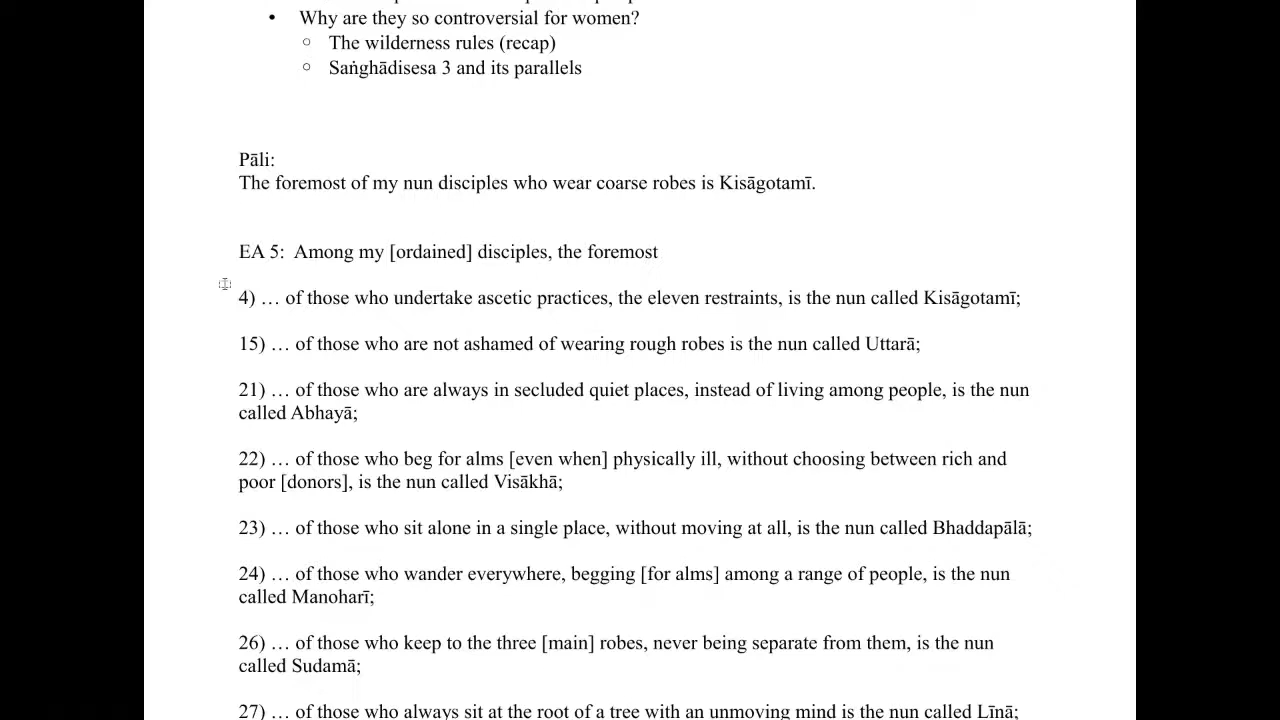 • Why are they so controversial for women?
○ The wilderness rules (recap)
○ Saṅghādisesa 3 and its parallels
Pāli:
The foremost of my nun disciples who wear coarse robes is Kisāgotamī.
EA 5: Among my [ordained] disciples, the foremost
4) … of those who undertake ascetic practices, the eleven restraints, is the nun called Kisāgotamī;
15) … of those who are not ashamed of wearing rough robes is the nun called Uttarā;
21) … of those who are always in secluded quiet places, instead of living among people, is the nun
called Abhayā;
22) … of those who beg for alms [even when] physically ill, without choosing between rich and
poor [donors], is the nun called Visākhā;
23) … of those who sit alone in a single place, without moving at all, is the nun called Bhaddapālā;
24) … of those who wander everywhere, begging [for alms] among a range of people, is the nun
called Manoharī;
26) … of those who keep to the three [main] robes, never being separate from them, is the nun
called Sudamā;
27) … of those who always sit at the root of a tree with an unmoving mind is the nun called Līnā;